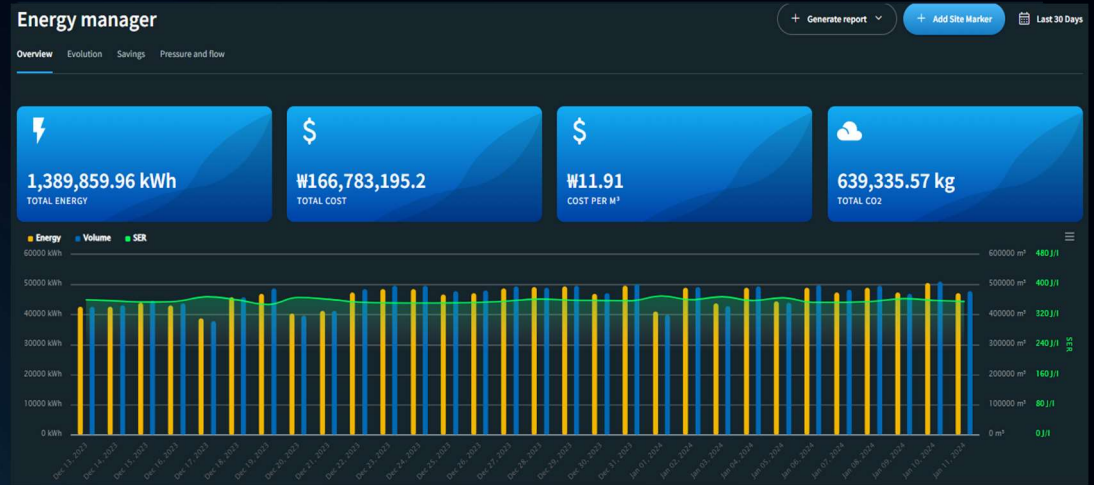 Energy manager
+ Generate report
+ Add Site Marker
Last 30 Days
Overview Evolution Savings Pressure and flow
1,389,859.96 kWh
TOTAL ENERGY
$
₩166,783,195.2
TOTAL COST
$
₩11.91
COST PER M³
639,335.57 kg
TOTAL CO2
Energy Volume SER
60000 kWh 600000 m³ 480 J/l
50000 kWh 500000 m³ 400 J/l
40000 kWh 400000 m³ 320 J/l
30000 kWh 300000 m³ 240 J/l
SER
20000 kWh 200000 m³ 160 J/l
10000 kWh 100000 m³ 80 J/l
0 kWh 0 m³ 0 J/l
Dec 13, 2023 Dec 14, 2023 Dec 15, 2023 Dec 16, 2023 Dec 17, 2023 Dec 18, 2023 Dec 19, 2023 Dec 20, 2023 Dec 21, 2023 Dec 22, 2023 Dec 23, 2023 Dec 24, 2023 Dec 25, 2023 Dec 26, 2023 Dec 27, 2023 Dec 28, 2023 Dec 29, 2023 Dec 30, 2023 Dec 31, 2023 Jan 01, 2024 Jan 02, 2024 Jan 03, 2024 Jan 04, 2024 Jan 05, 2024 Jan 06, 2024 Jan 07, 2024 Jan 08, 2024 Jan 09, 2024 Jan 10, 2024 Jan 11, 2024